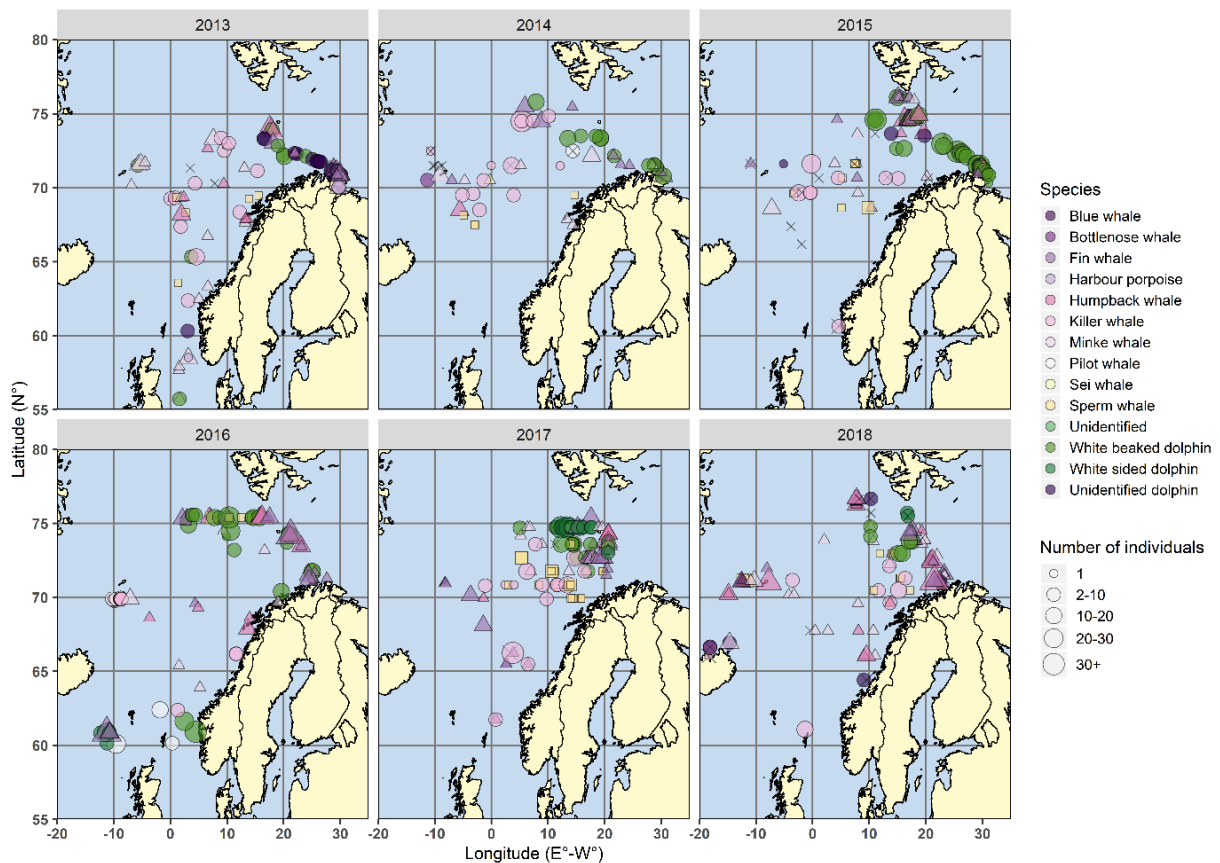 2013 2014 2015
80
75
70
65
60
55
2016 2017 2018
80
75
70
65
60
55
-20 -10 0 10 20 30 -20 -10 0 10 20 30 -20 -10 0 10 20 30
Latitude (N°)
Longitude (E°-W°)
Species
Blue whale
Bottlenose whale
Fin whale
Harbour porpoise
Humpback whale
Killer whale
Minke whale
Pilot whale
Sei whale
Sperm whale
Unidentified
White beaked dolphin
White sided dolphin
Unidentified dolphin
Number of individuals
1
2-10
10-20
20-30
30+